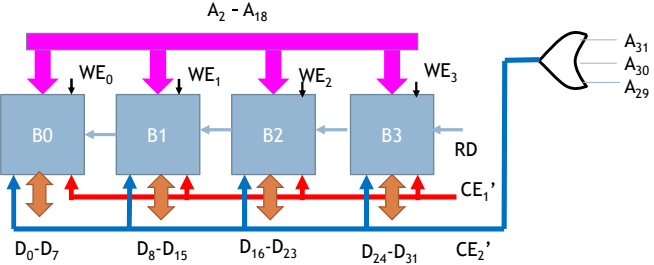 A2 – A18
A31
A30
A29
WE0
WE1
WE2
WE3
B0
B1
B2
B3
RD
CE1’
D0-D7
D8-D15
D16-D23
D24-D31
CE2’